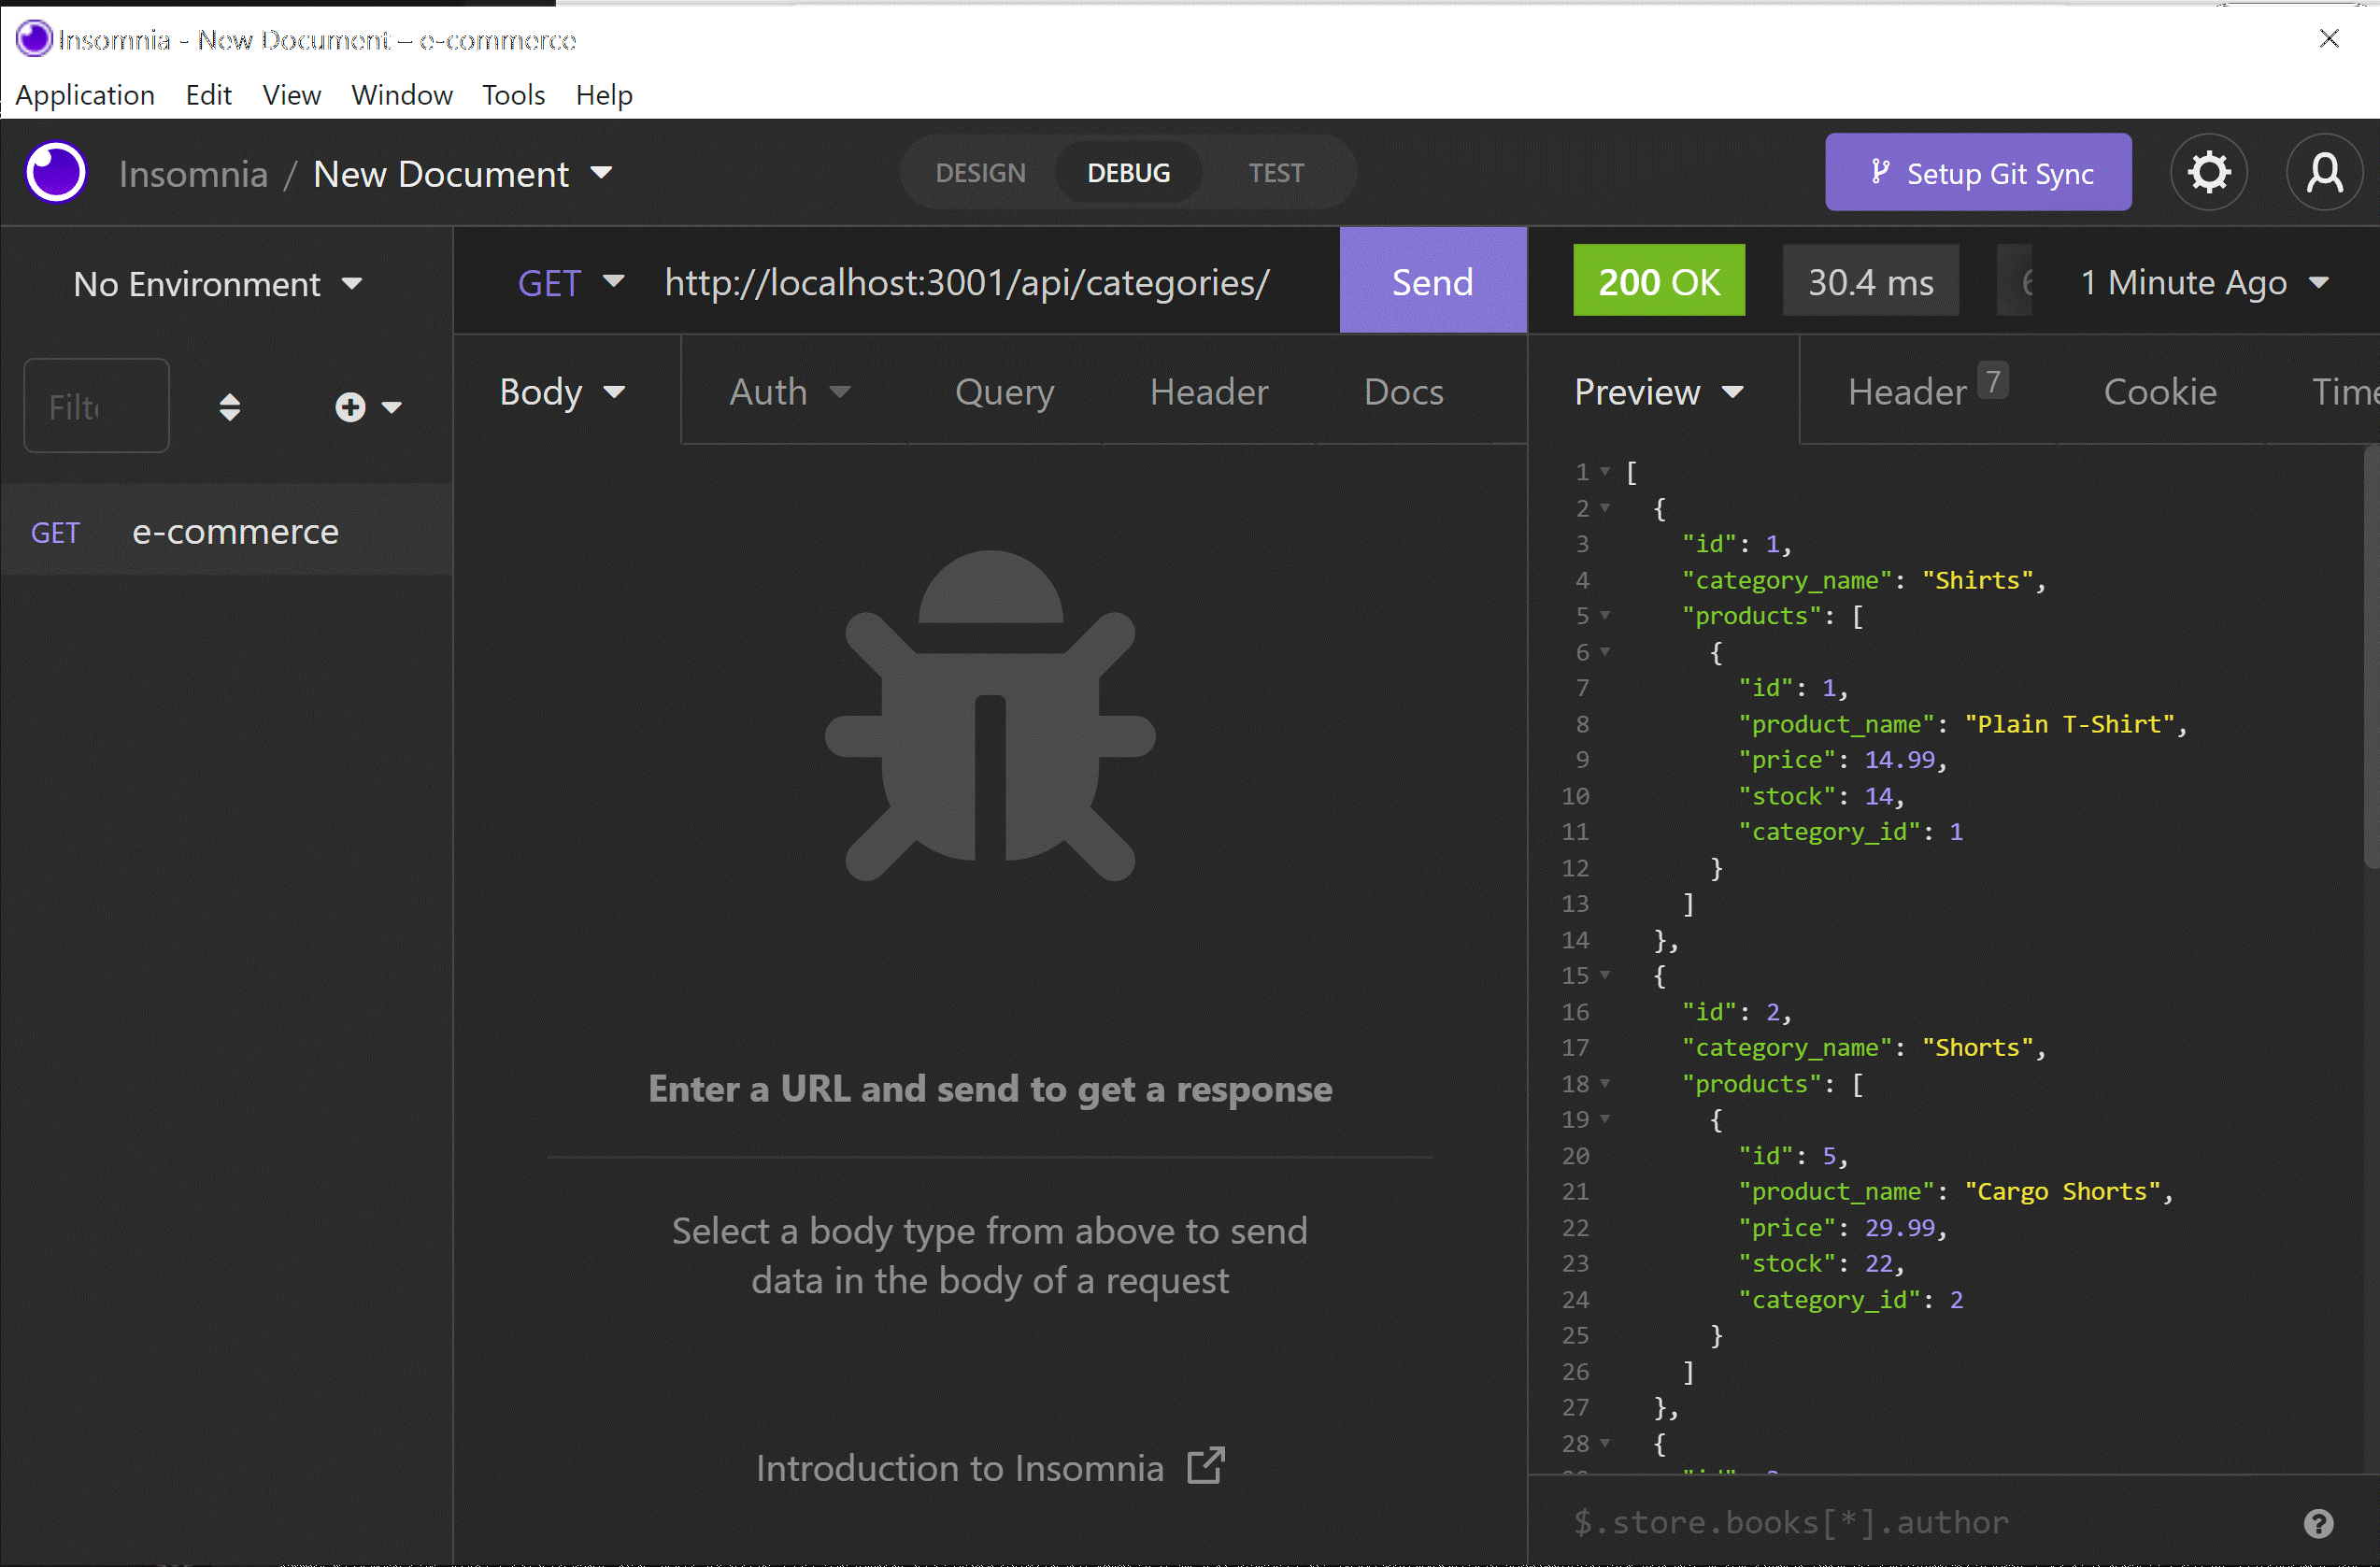 Insomnia - New Document – e-commerce
Application Edit View Window Tools Help
Insomnia / New Document
DESIGN DEBUG TEST
Setup Git Sync
No Environment
GET http://localhost:3001/api/categories/ Send
200 OK 30.4 ms 1 Minute Ago
Body Auth Query Header Docs
Preview Header 7 Cookie
GET e-commerce
Enter a URL and send to get a response
Select a body type from above to send
data in the body of a request
Introduction to Insomnia
1 [
2 {
3 "id": 1,
4 "category_name": "Shirts",
5 "products": [
6 {
7 "id": 1,
8 "product_name": "Plain T-Shirt",
9 "price": 14.99,
10 "stock": 14,
11 "category_id": 1
12 }
13 ]
14 },
15 {
16 "id": 2,
17 "category_name": "Shorts",
18 "products": [
19 {
20 "id": 5,
21 "product_name": "Cargo Shorts",
22 "price": 29.99,
23 "stock": 22,
24 "category_id": 2
25 }
26 ]
27 },
28 {
$.store.books[*].author